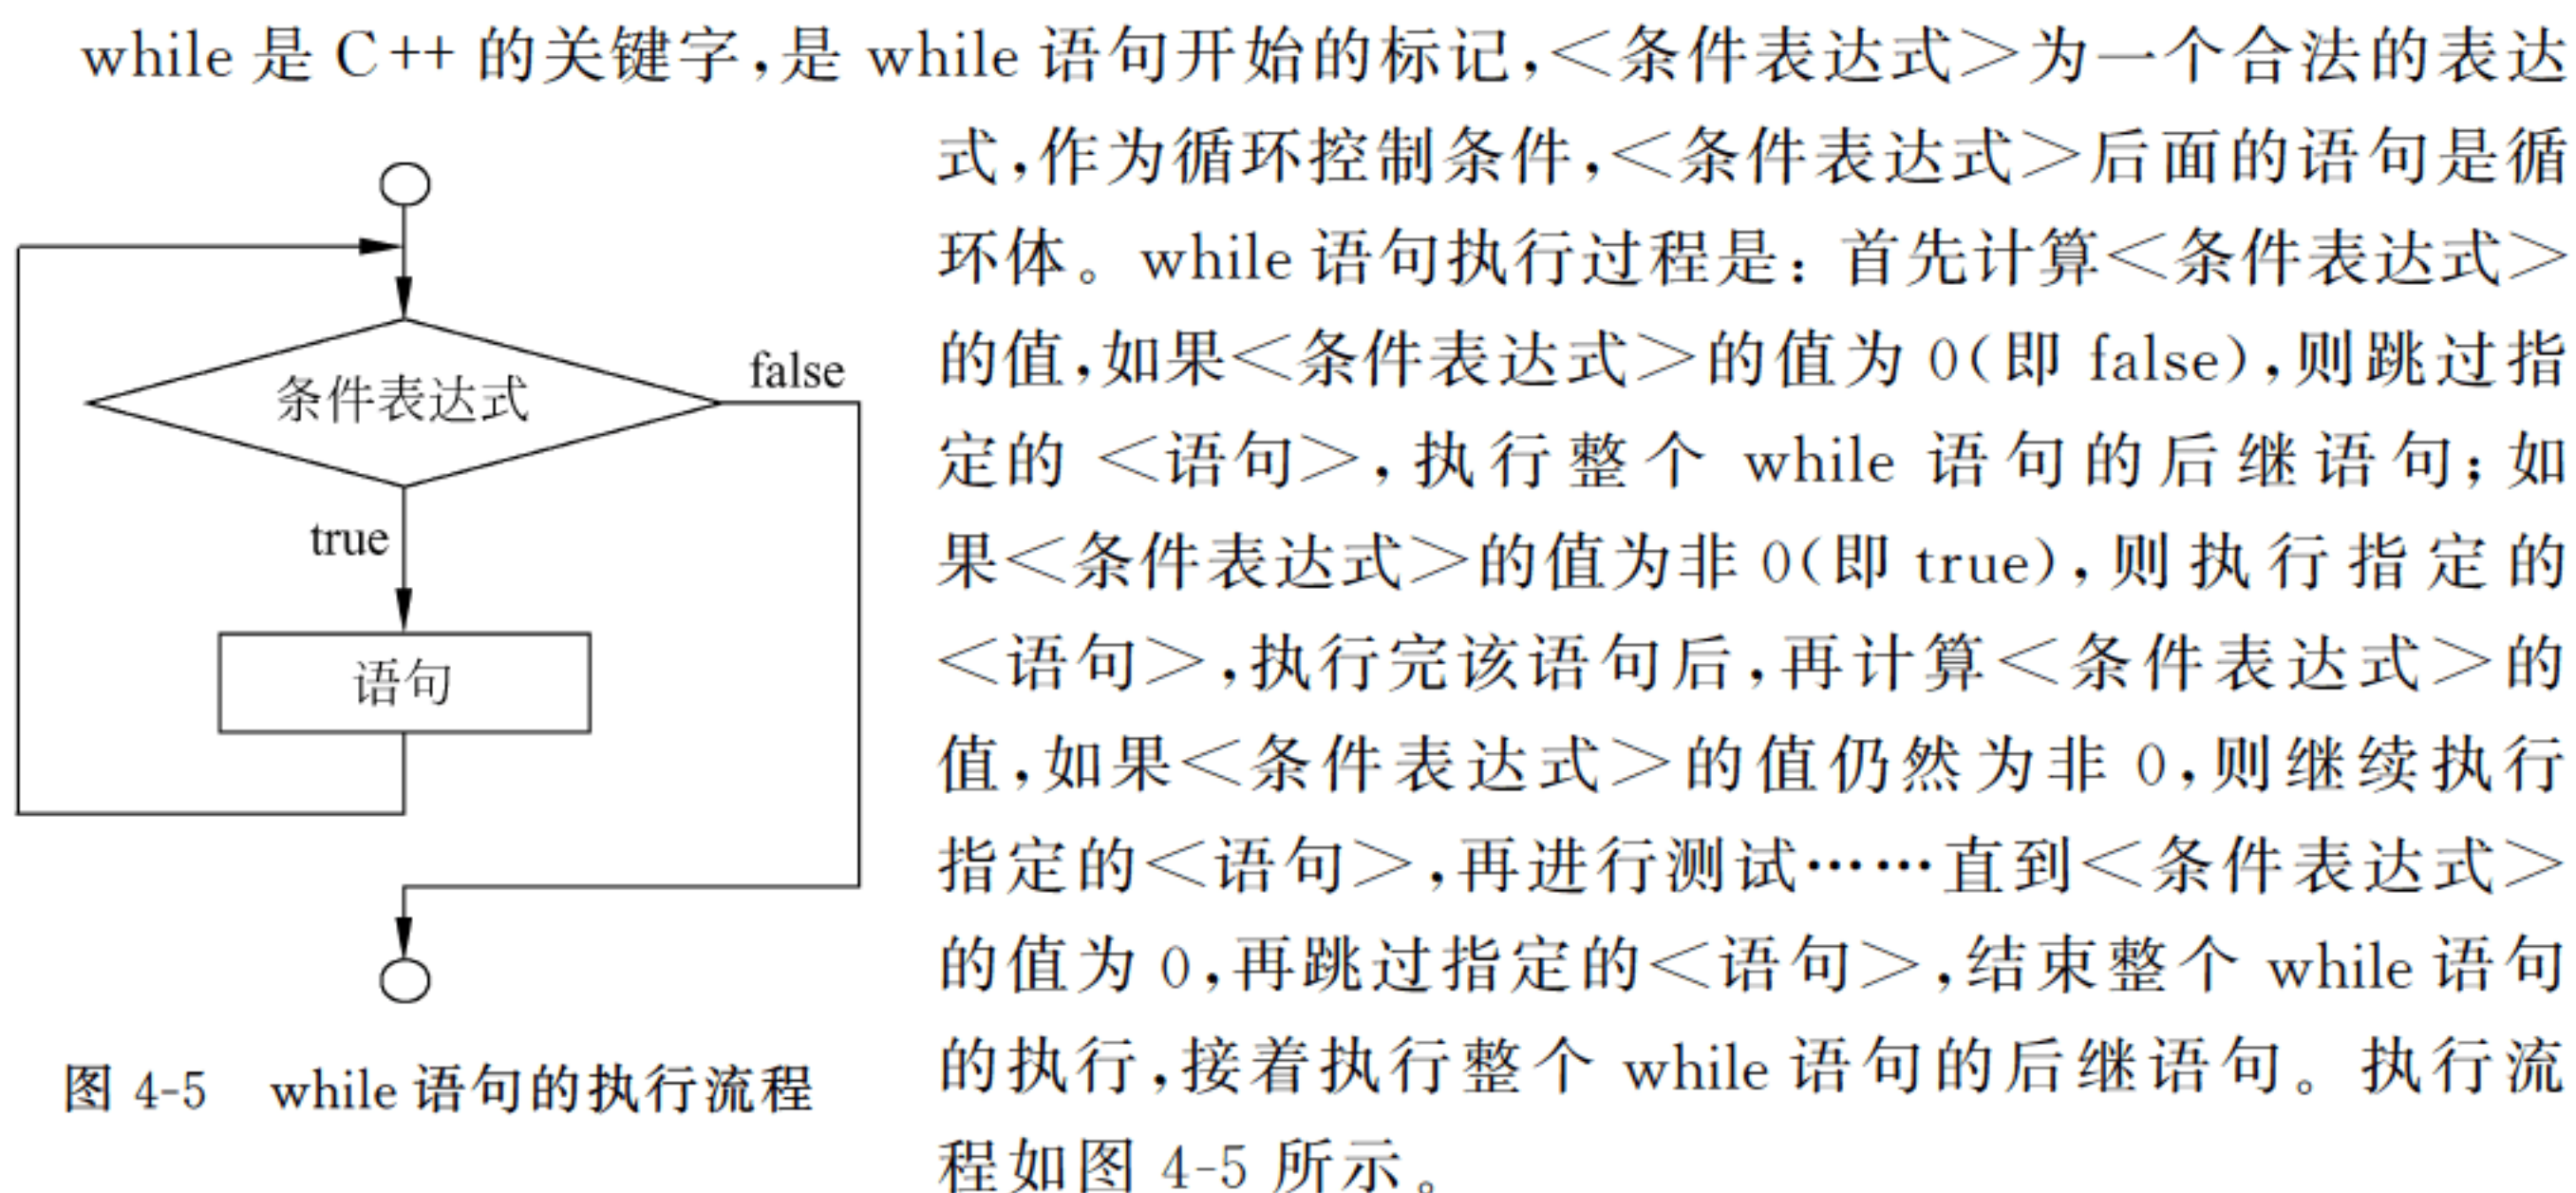 while 是 C++ 的关键字,是 while 语句开始的标记,<条件表达式>为一个合法的表达
式,作为循环控制条件,<条件表达式>后面的语句是循
环体。while 语句执行过程是：首先计算<条件表达式>
的值,如果<条件表达式>的值为 0(即 false),则跳过指
定的 <语句>,执行整个 while 语句的后继语句；如
果<条件表达式>的值为非 0(即 true),则执行指定的
<语句>,执行完该语句后,再计算<条件表达式>的
值,如果<条件表达式>的值仍然为非 0,则继续执行
指定的<语句>,再进行测试……直到<条件表达式>
的值为 0,再跳过指定的<语句>,结束整个 while 语句
的执行,接着执行整个 while 语句的后继语句。执行流
程如图 4-5 所示。
条件表达式
false
true
语句
图 4-5 while 语句的执行流程